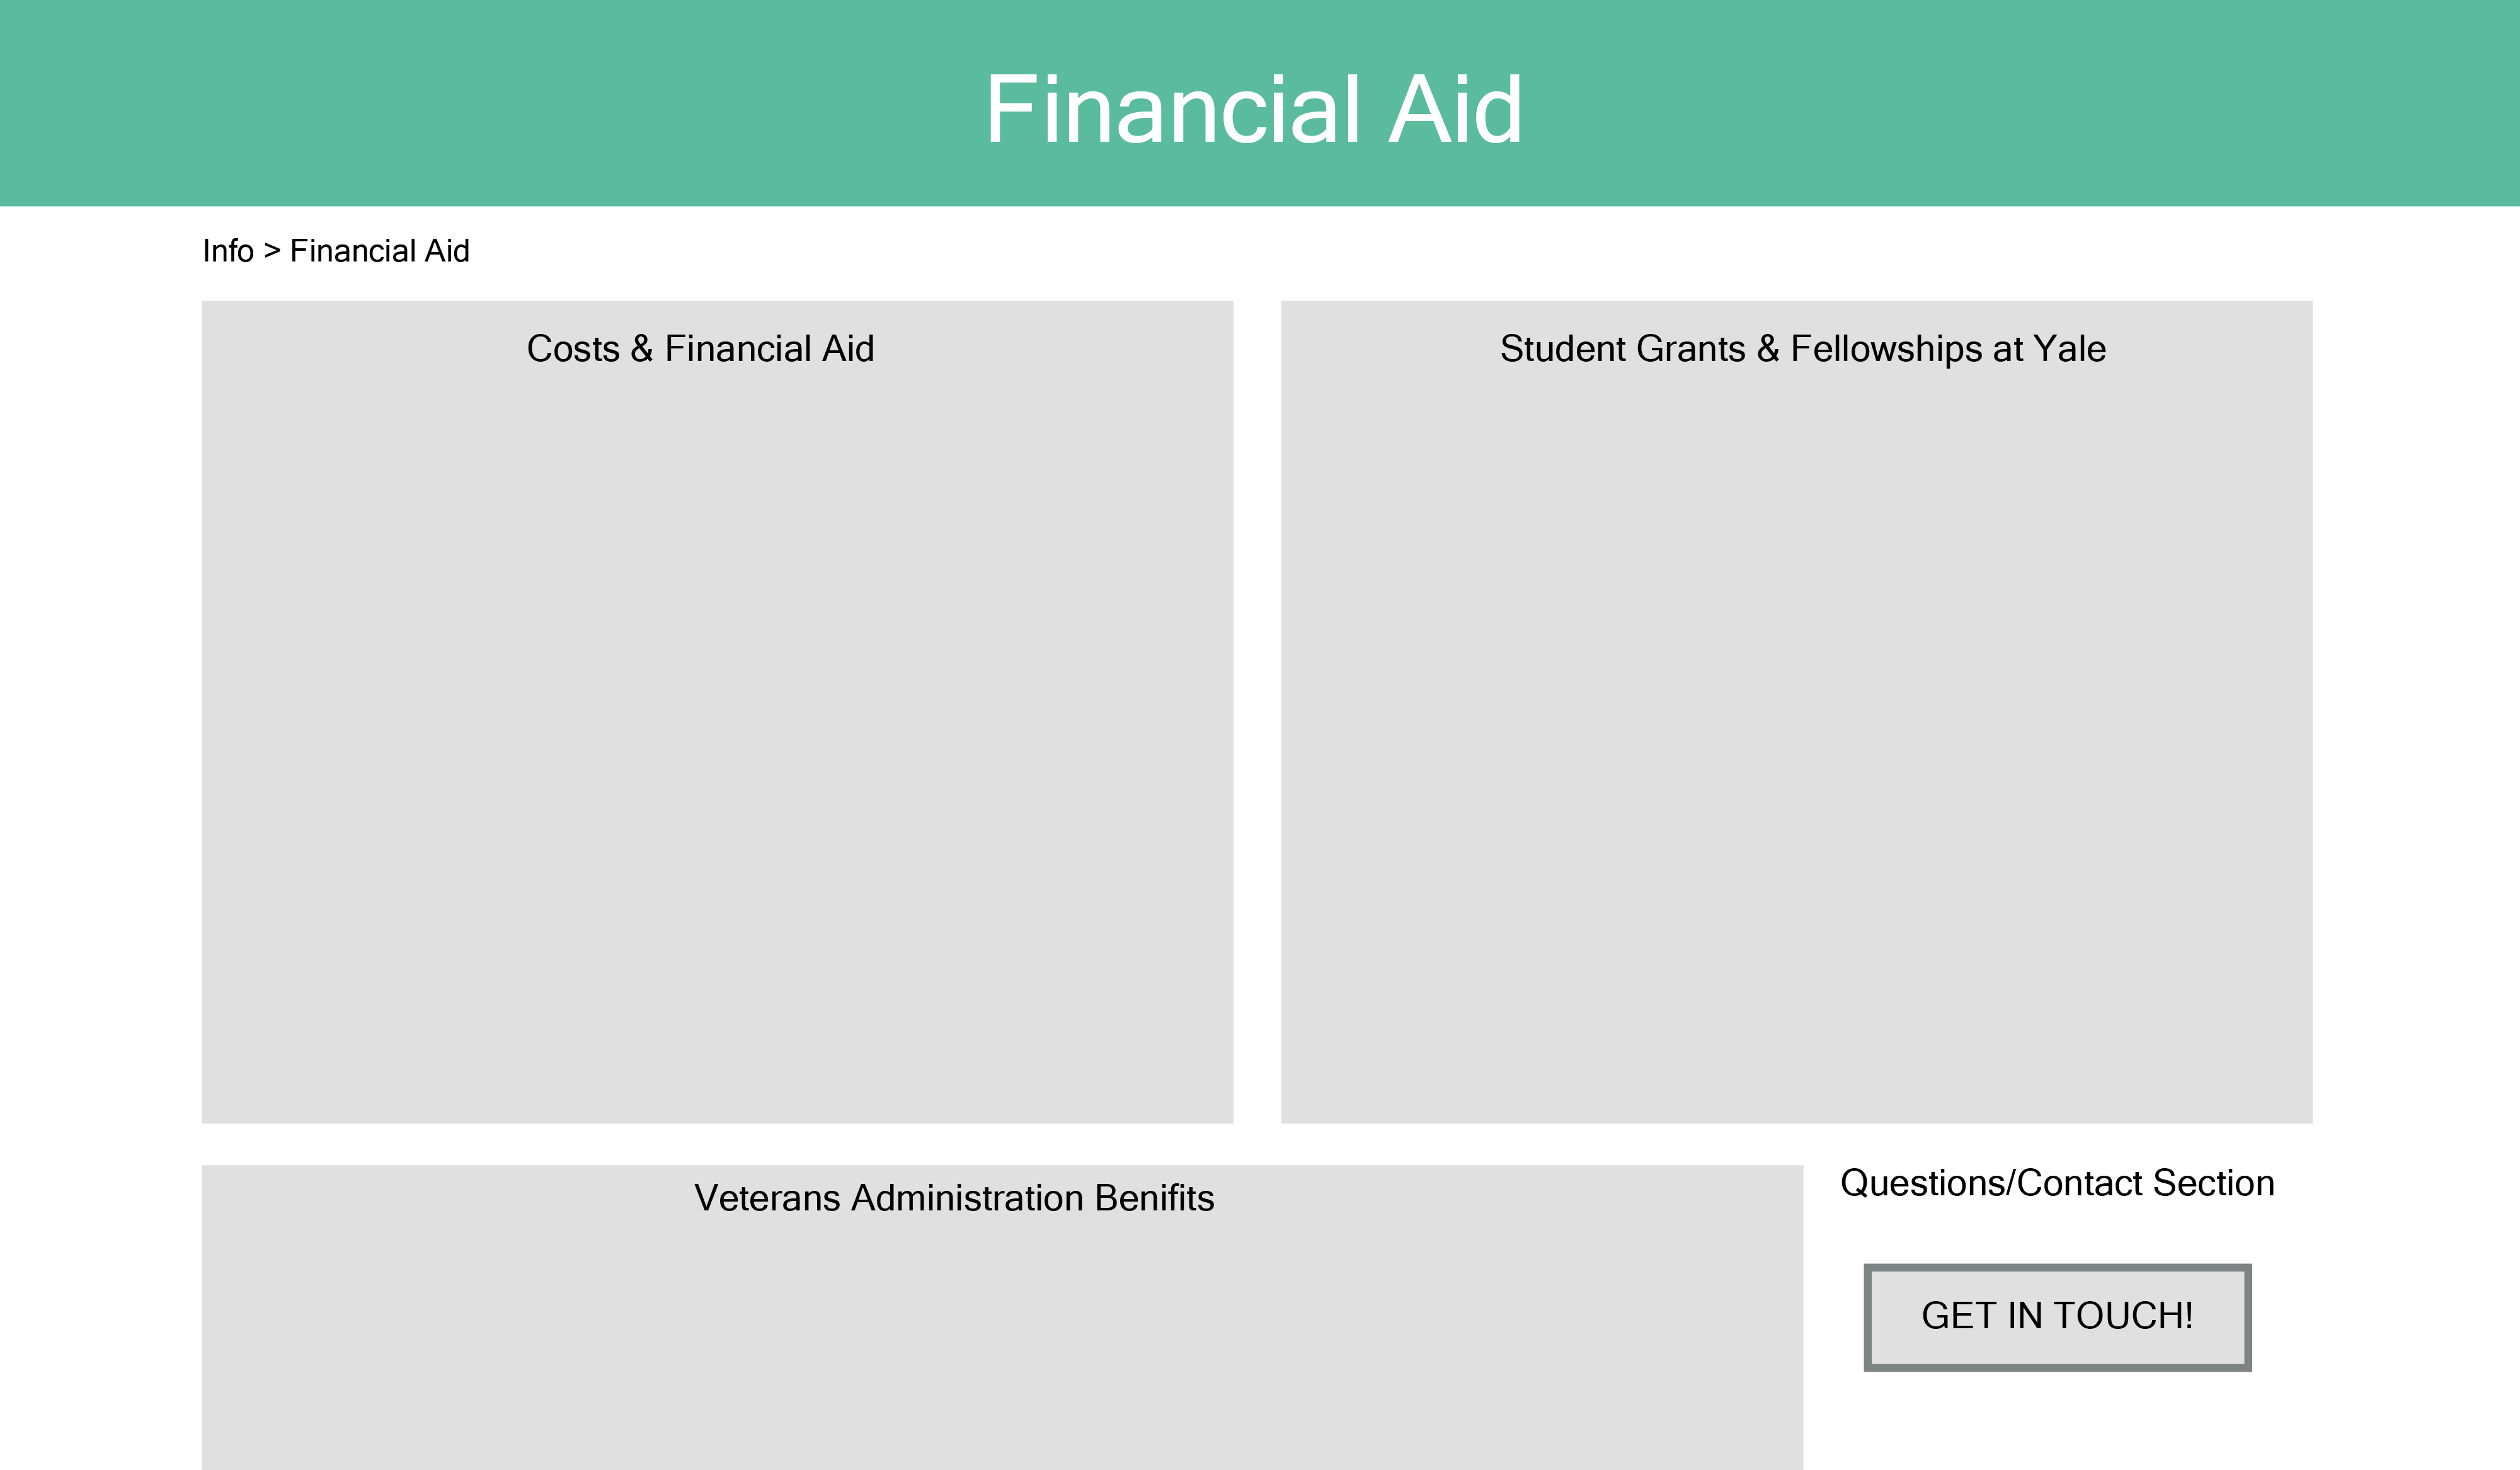 Financial Aid
Info > Financial Aid
Costs & Financial Aid
Student Grants & Fellowships at Yale
Veterans Administration Benifits
Questions/Contact Section
GET IN TOUCH!